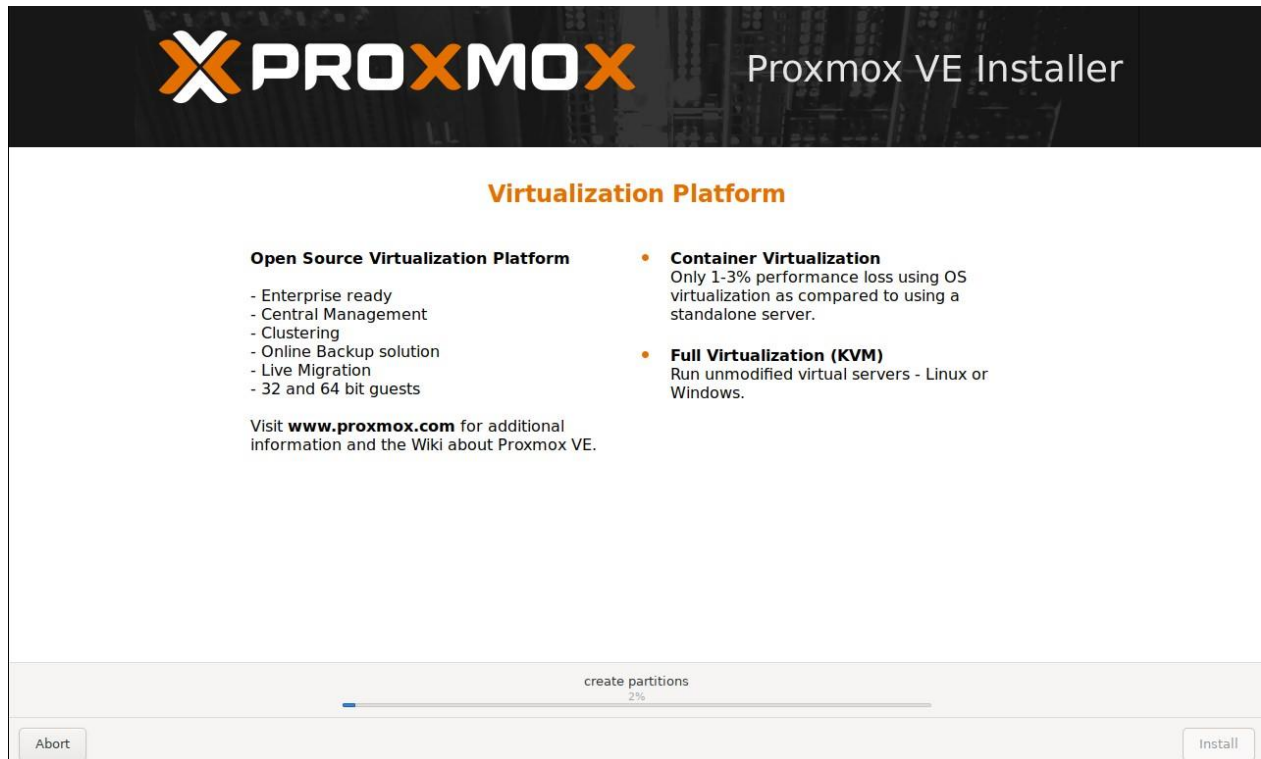 PROXMOX
Proxmox VE Installer
Virtualization Platform
Open Source Virtualization Platform
- Enterprise ready
- Central Management
- Clustering
- Online Backup solution
- Live Migration
- 32 and 64 bit guests
Visit www.proxmox.com for additional
information and the Wiki about Proxmox VE.
• Container Virtualization
Only 1-3% performance loss using OS
virtualization as compared to using a
standalone server.
• Full Virtualization (KVM)
Run unmodified virtual servers - Linux or
Windows.
create partitions
2%
Abort
Install